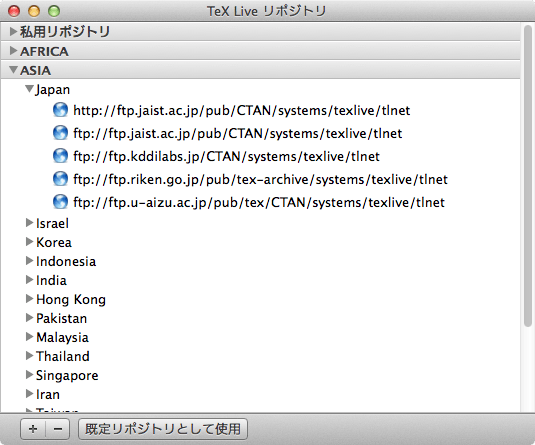 TeX Live リポジトリ
私用リポジトリ
AFRICA
ASIA
Japan
http://ftp.jaist.ac.jp/pub/CTAN/systems/texlive/tlnet
ftp://ftp.jaist.ac.jp/pub/CTAN/systems/texlive/tlnet
ftp://ftp.kddilabs.jp/CTAN/systems/texlive/tlnet
ftp://ftp.riken.go.jp/pub/tex-archive/systems/texlive/tlnet
ftp://ftp.u-aizu.ac.jp/pub/tex/CTAN/systems/texlive/tlnet
Israel
Korea
Indonesia
India
Hong Kong
Pakistan
Malaysia
Thailand
Singapore
Iran
Taiwan
+ − 既定リポジトリとして使用